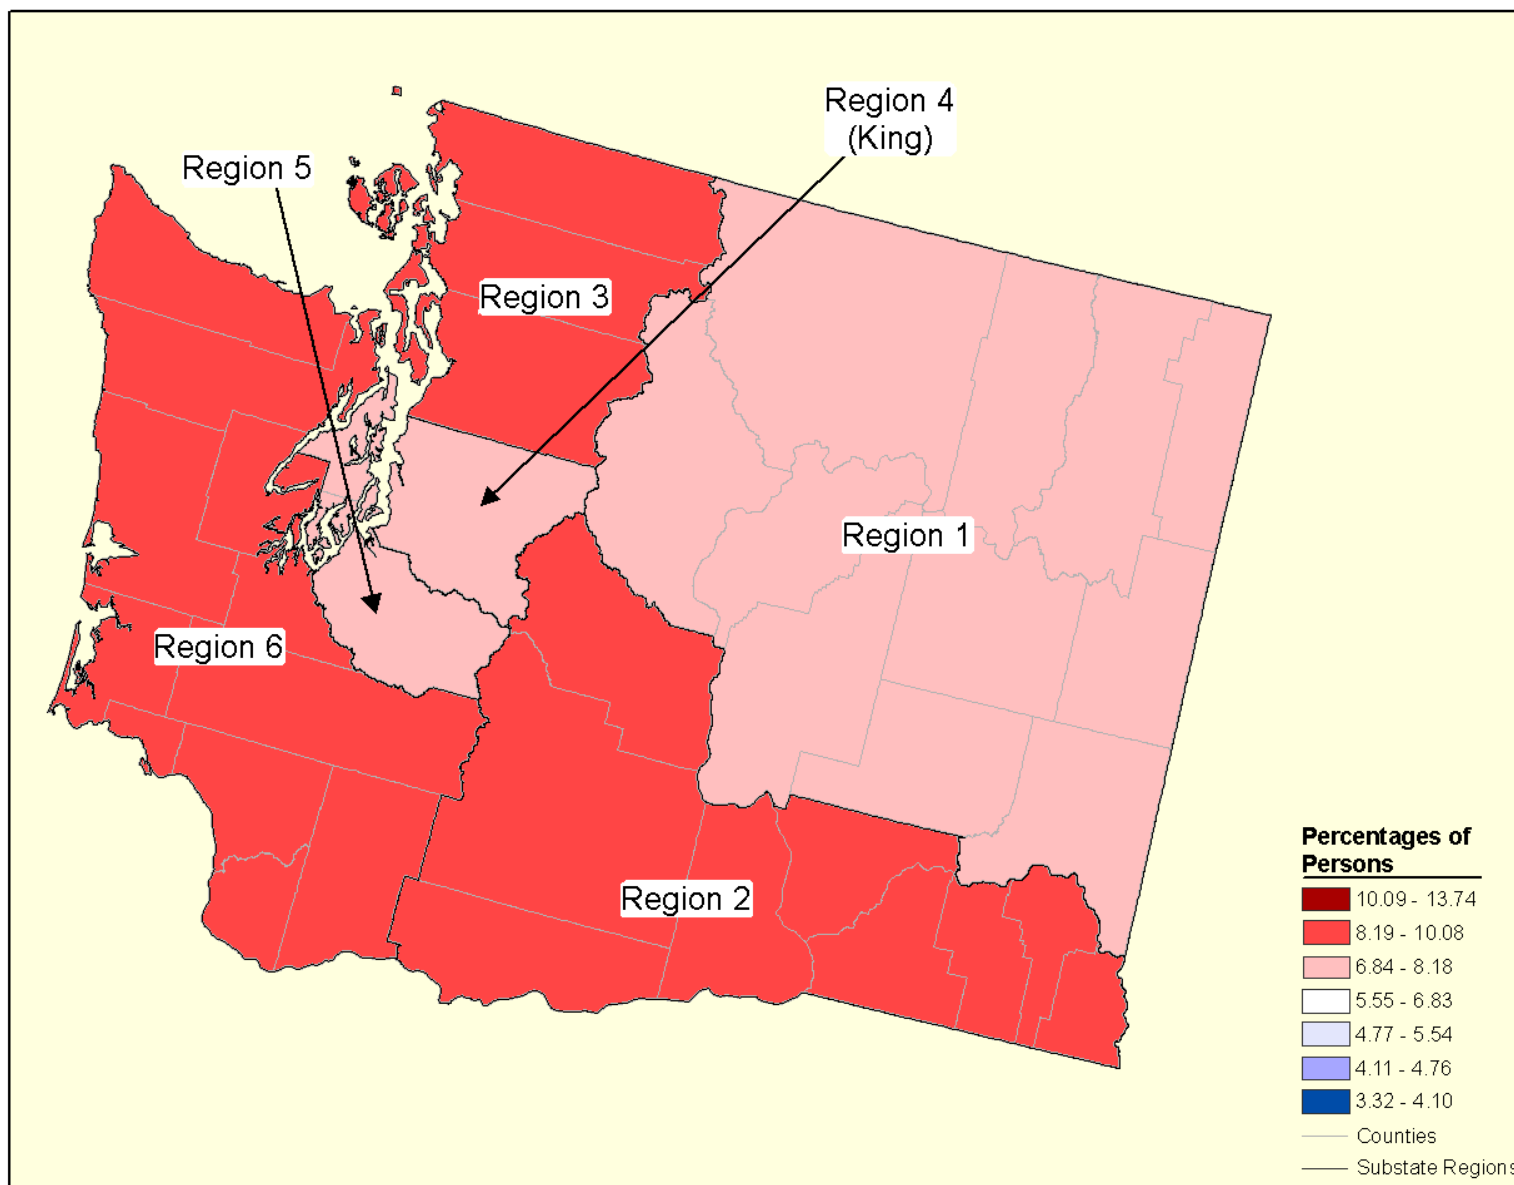 Region 4
(King)
Region 5
Region 3
Region 1
Region 6
Region 2
Percentages of
Persons
10.09 - 13.74
8.19 - 10.08
6.84 - 8.18
5.55 - 6.83
4.77 - 5.54
4.11 - 4.76
3.32 - 4.10
Counties
Substate Regions